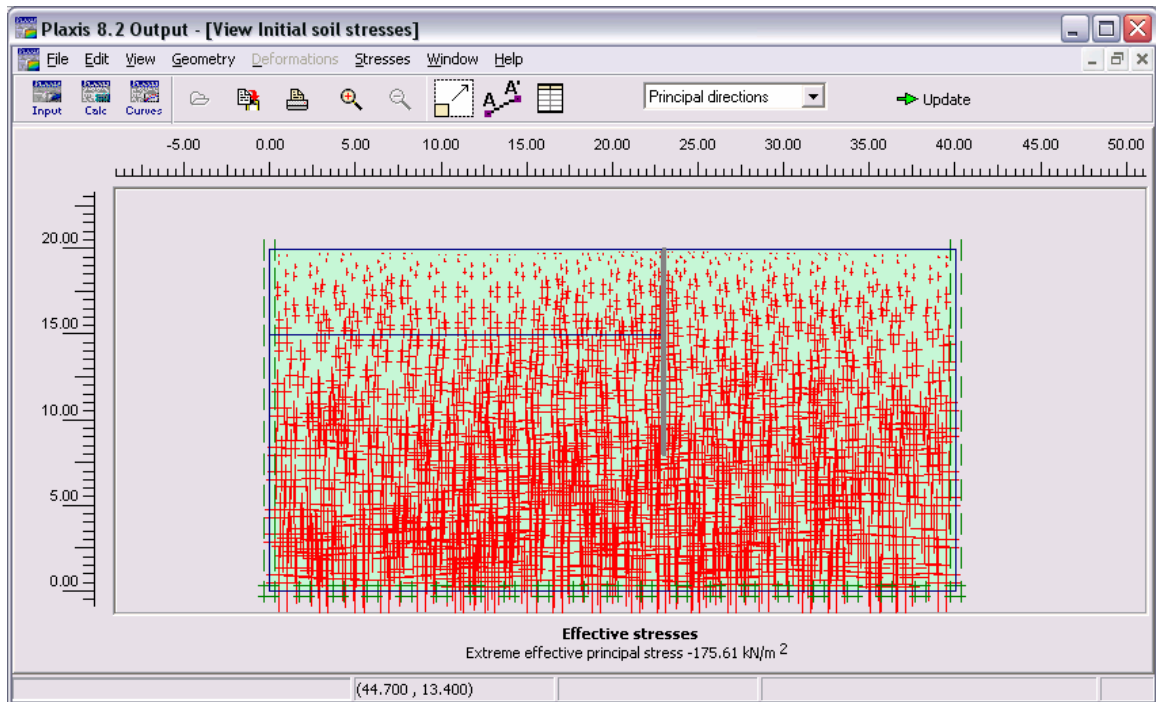 Plaxis 8.2 Output - [View Initial soil stresses]
File Edit View Geometry Deformations Stresses Window Help
Input Calc Curves
A A'
Principal directions
Update
-5.00 0.00 5.00 10.00 15.00 20.00 25.00 30.00 35.00 40.00 45.00 50.00
20.00
15.00
10.00
5.00
0.00
Effective stresses
Extreme effective principal stress -175.61 kN/m 2
(44.700 , 13.400)